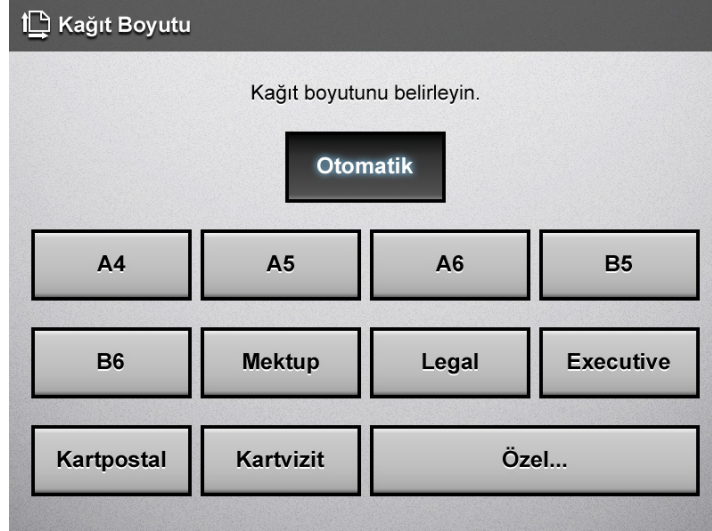 Kağıt Boyutu
Kağıt boyutunu belirleyin.
Otomatik
A4 A5 A6 B5
B6 Mektup Legal Executive
Kartpostal Kartvizit Özel...